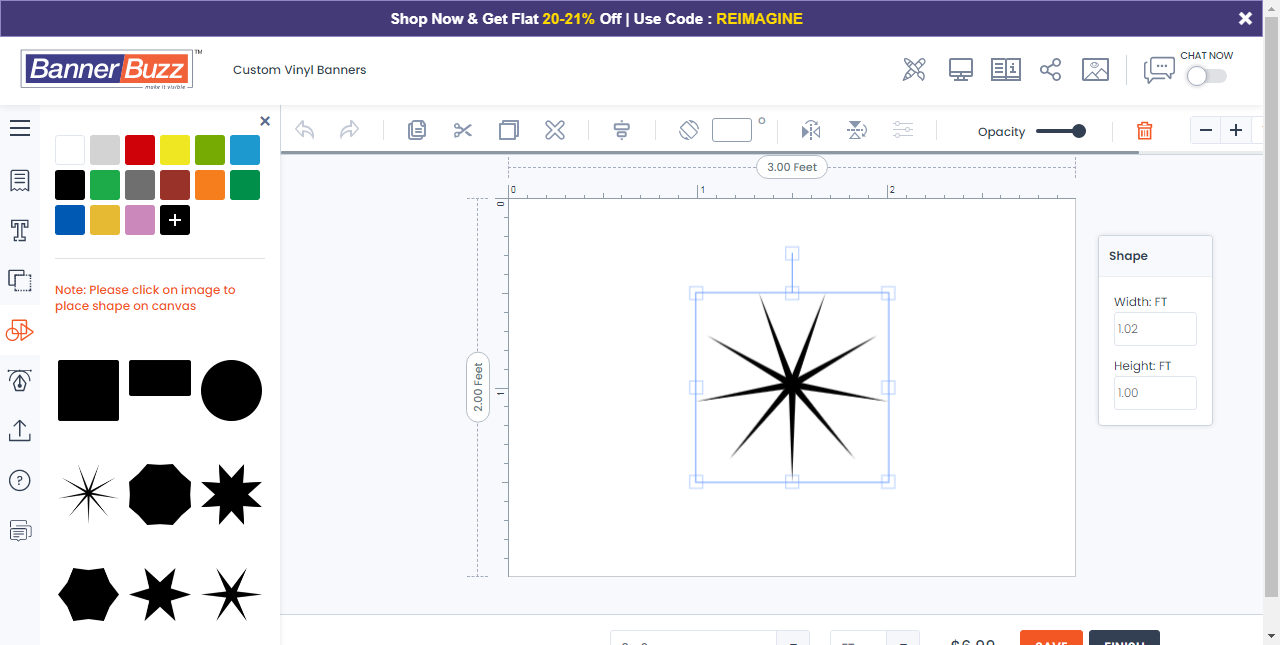 Shop Now & Get Flat 20-21% Off | Use Code : REIMAGINE
BannerBuzz™
make it visible
Custom Vinyl Banners
CHAT NOW
Opacity
3.00 Feet
0
1
2
0
Note: Please click on image to
place shape on canvas
Shape
Width: FT
1.02
Height: FT
1.00
2.00 Feet
1
$6.99
SAVE
FINISH